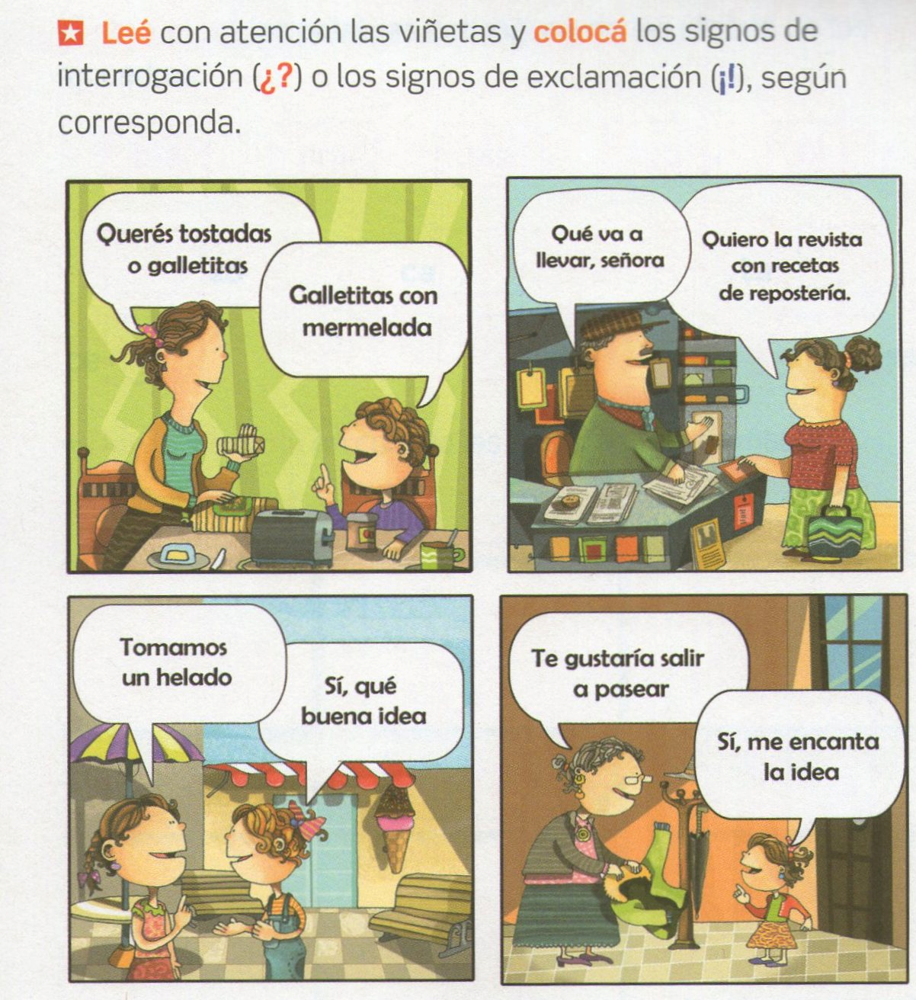 Leé con atención las viñetas y colocá los signos de
interrogación (¿?) o los signos de exclamación (¡!), según
corresponda.
Querés tostadas
o galletitas
Galletitas con
mermelada
Qué va a
llevar, señora
Quiero la revista
con recetas
de repostería.
Tomamos
un helado
Sí, qué
buena idea
Te gustaría salir
a pasear
Sí, me encanta
la idea